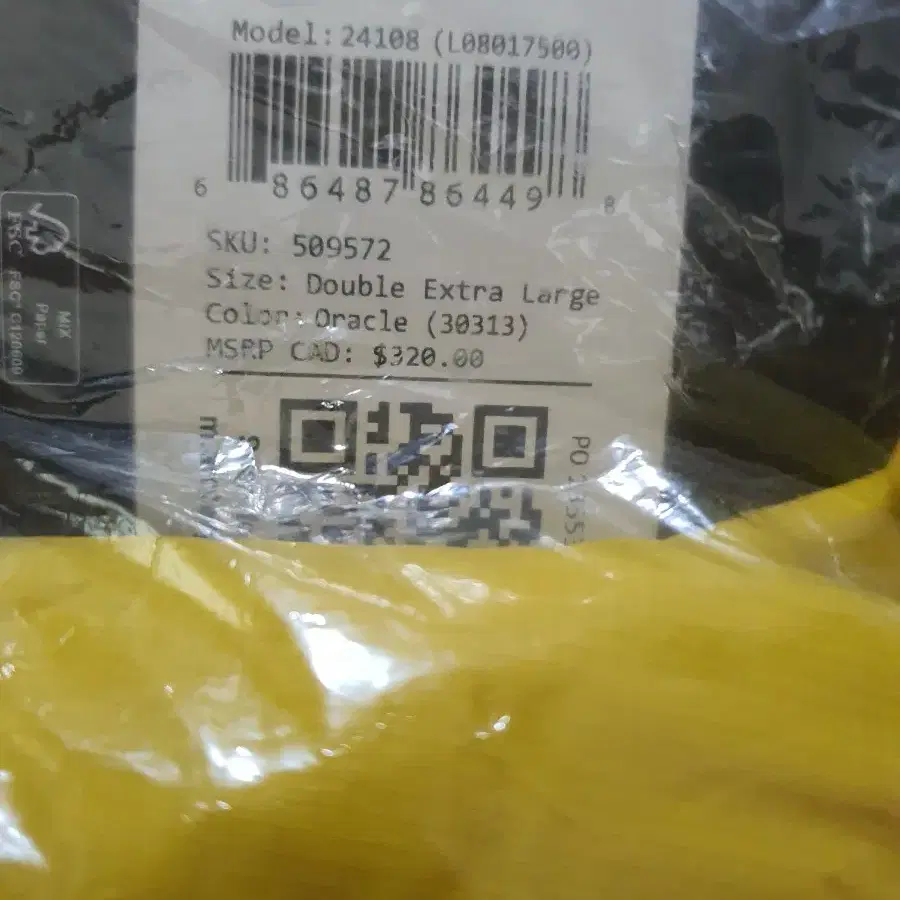 Model: 24108 (L08017500)
6 86487 86449 8
SKU: 509572
Size: Double Extra Large
Color: Oracle (30313)
MSRP CAD: $320.00
PO
MIX
Paper
FSC